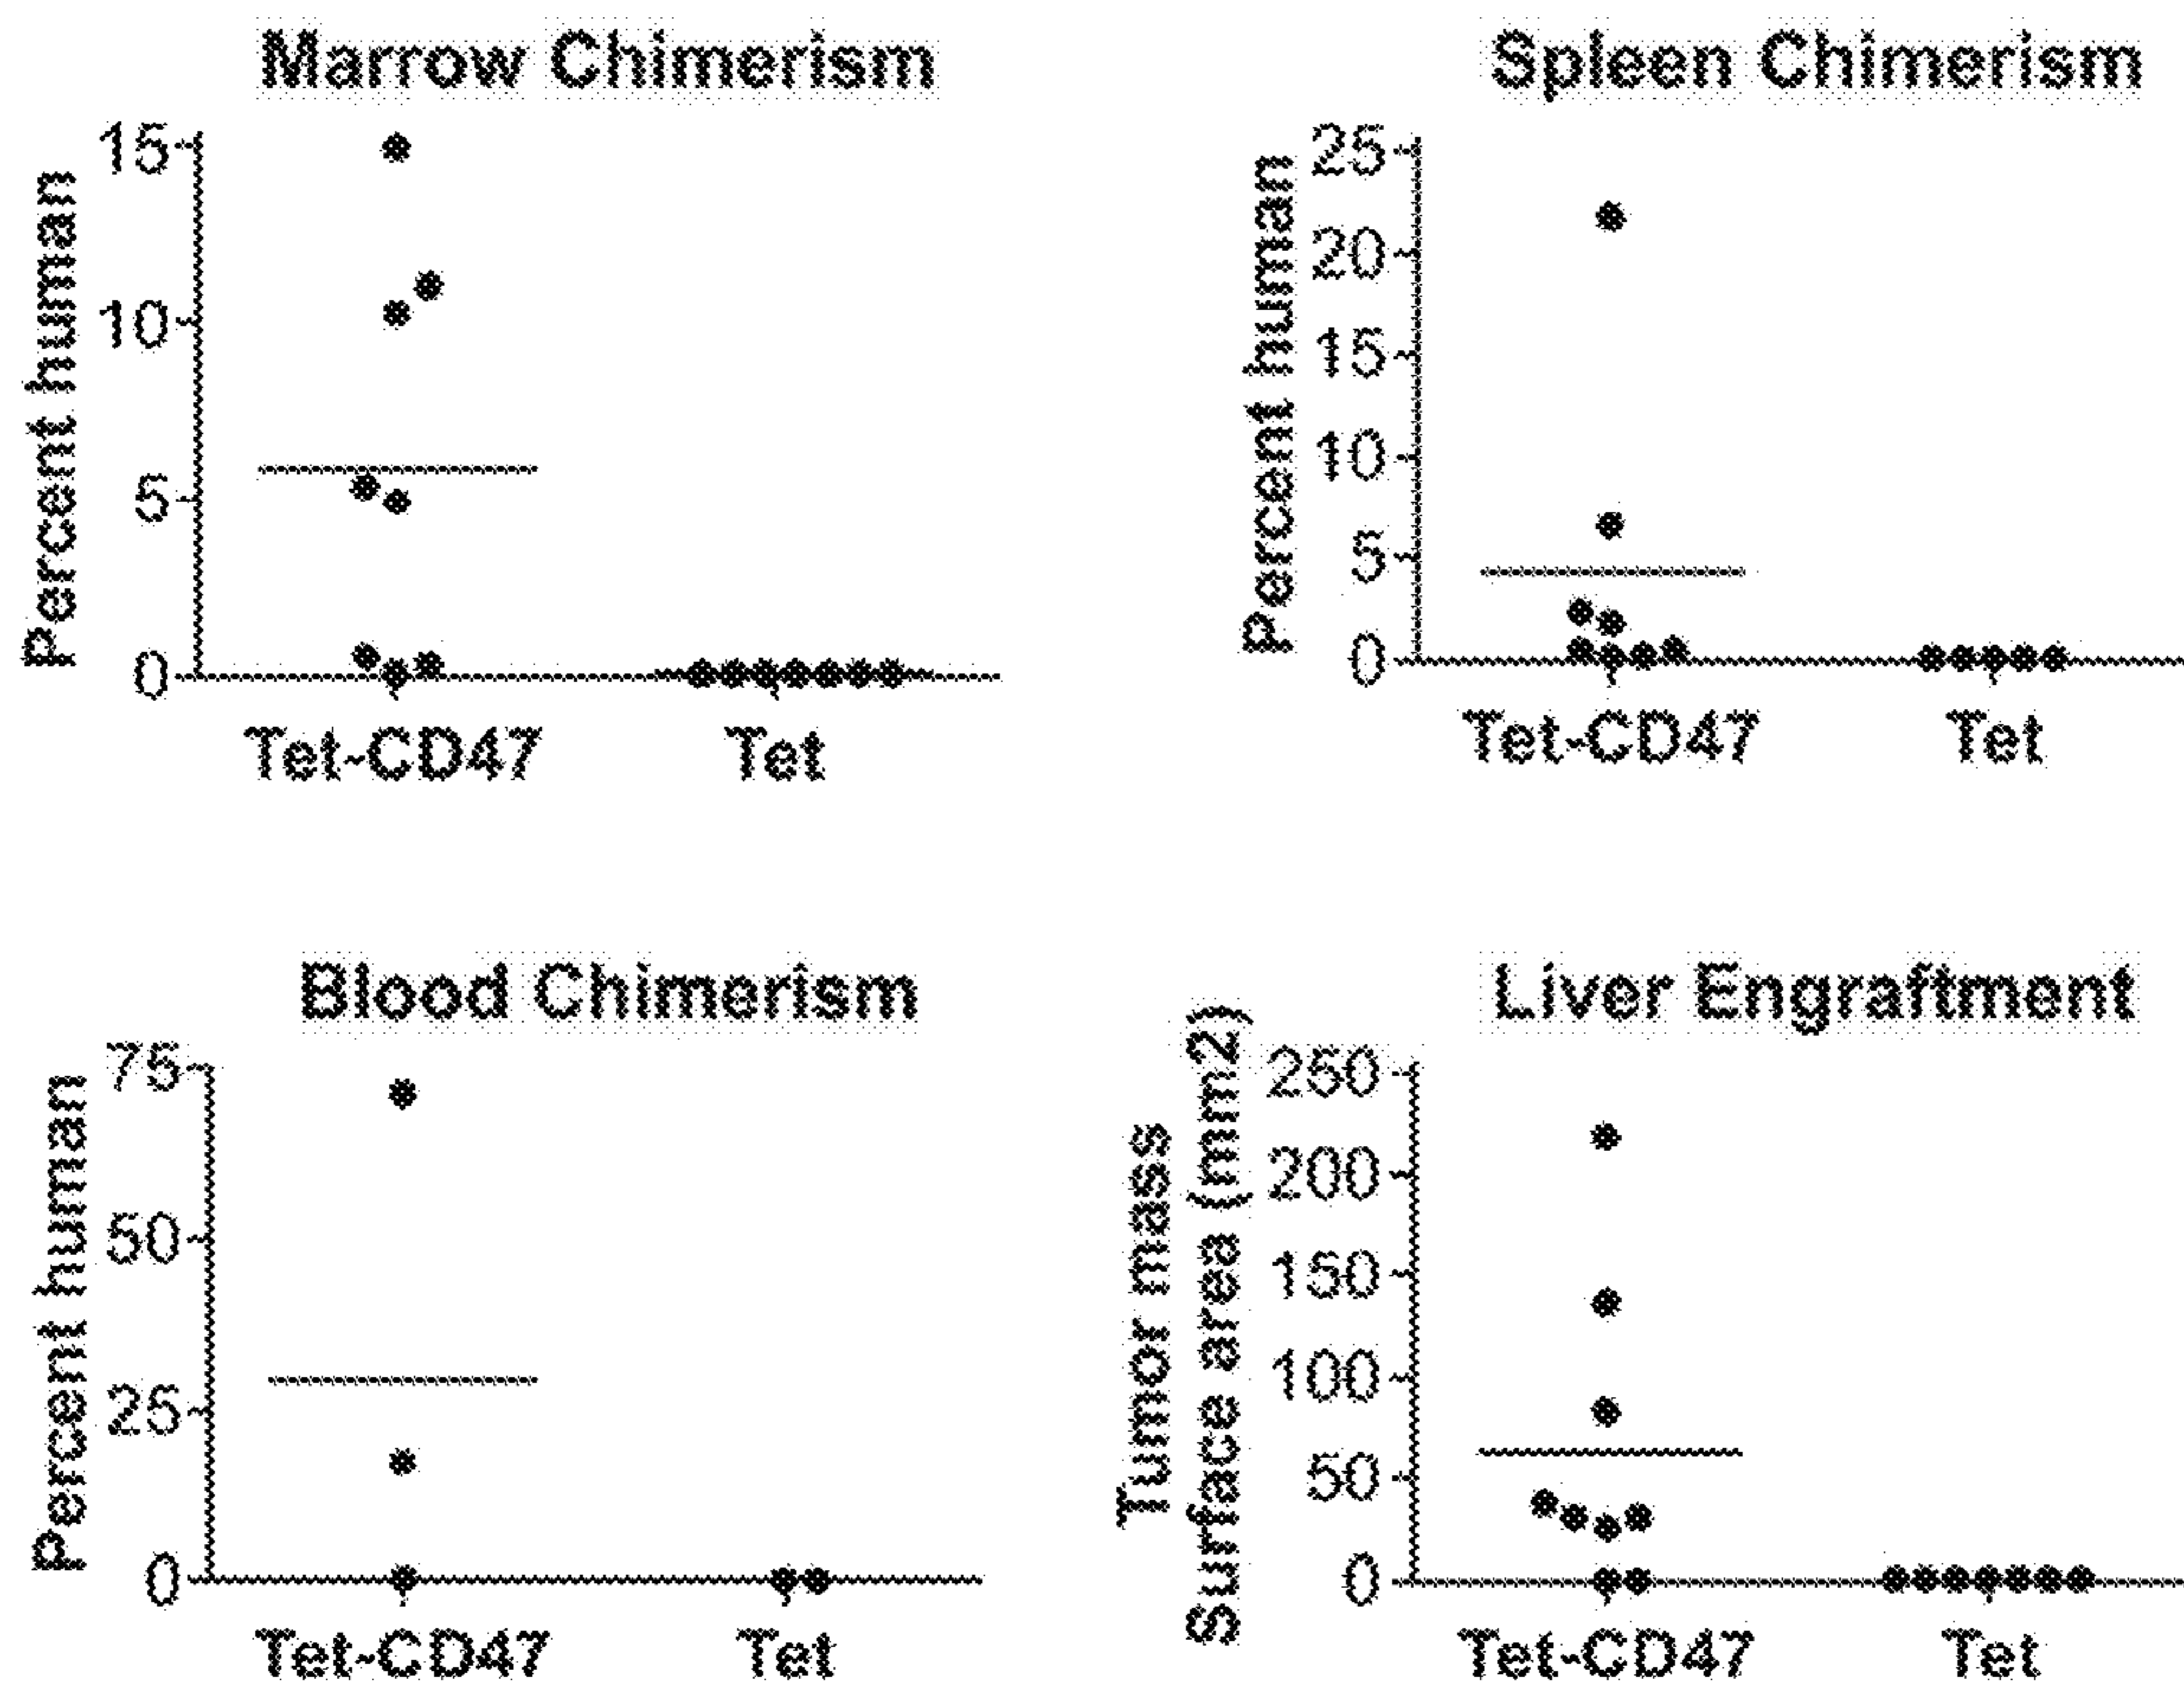 Marrow Chimerism
Percent human
15
10
5
0
Tet-CD47
Tet
Spleen Chimerism
Percent human
25
20
15
10
5
0
Tet-CD47
Tet
Blood Chimerism
Percent human
75
50
25
0
Tet-CD47
Tet
Liver Engraftment
Tumor mass
Surface area (mm2)
250
200
150
100
50
0
Tet-CD47
Tet